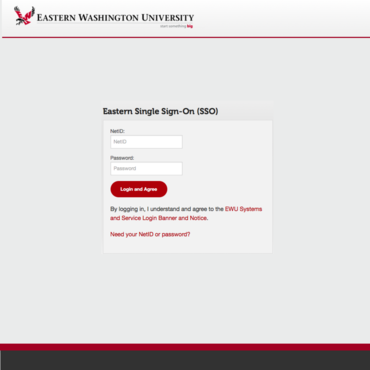 EASTERN WASHINGTON UNIVERSITY
start something big
Eastern Single Sign-On (SSO)
NetID:
NetID
Password:
Password
Login and Agree
By logging in, I understand and agree to the EWU Systems
and Service Login Banner and Notice.
Need your NetID or password?